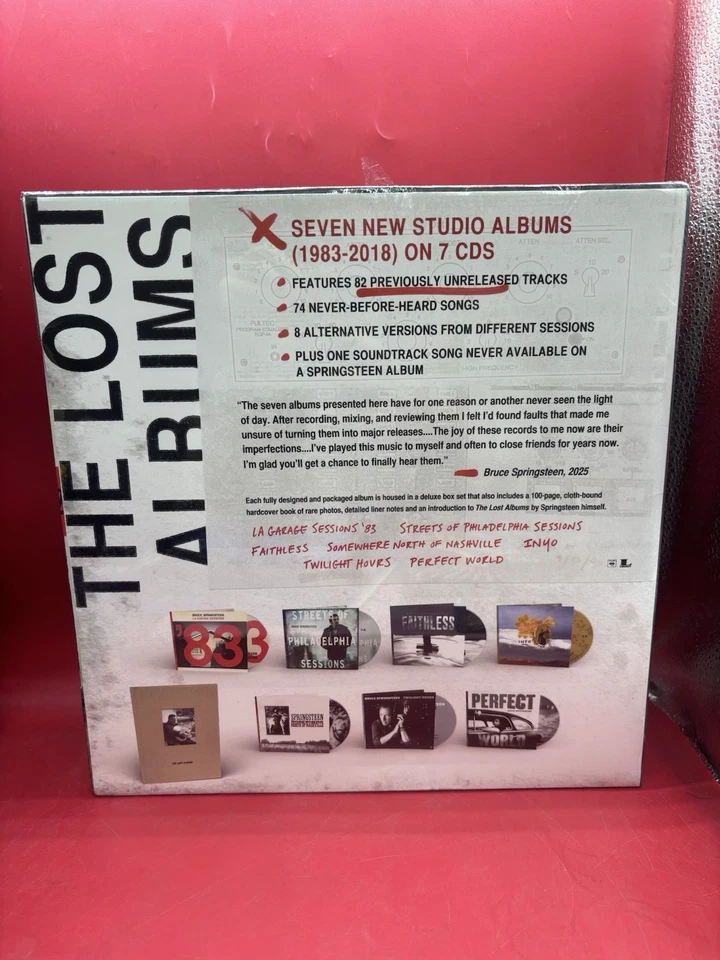 THE LOST
ALBUMS
SEVEN NEW STUDIO ALBUMS
(1983-2018) ON 7 CDS
FEATURES 82 PREVIOUSLY UNRELEASED TRACKS
74 NEVER-BEFORE-HEARD SONGS
8 ALTERNATIVE VERSIONS FROM DIFFERENT SESSIONS
PLUS ONE SOUNDTRACK SONG NEVER AVAILABLE ON
A SPRINGSTEEN ALBUM
"The seven albums presented here have for one reason or another never seen the light
of day. After recording, mixing, and reviewing them I felt I'd found faults that made me
unsure of turning them into major releases....The joy of these records to me now are their
imperfections....I've played this music to myself and often to close friends for years now.
I'm glad you'll get a chance to finally hear them."
Bruce Springsteen, 2025
Each fully designed and packaged album is housed in a deluxe box set that also includes a 100-page, cloth-bound
hardcover book of rare photos, detailed liner notes and an introduction to The Lost Albums by Springsteen himself.
LA GARAGE SESSIONS '83 STREETS OF PHILADELPHIA SESSIONS
FAITHLESS SOMEWHERE NORTH OF NASHVILLE INYO
TWILIGHT HOURS PERFECT WORLD
833
STREETS OF
PHILADELPHIA
SESSIONS
FAITHLESS
SPRINGSTEEN
PERFECT
WORLD